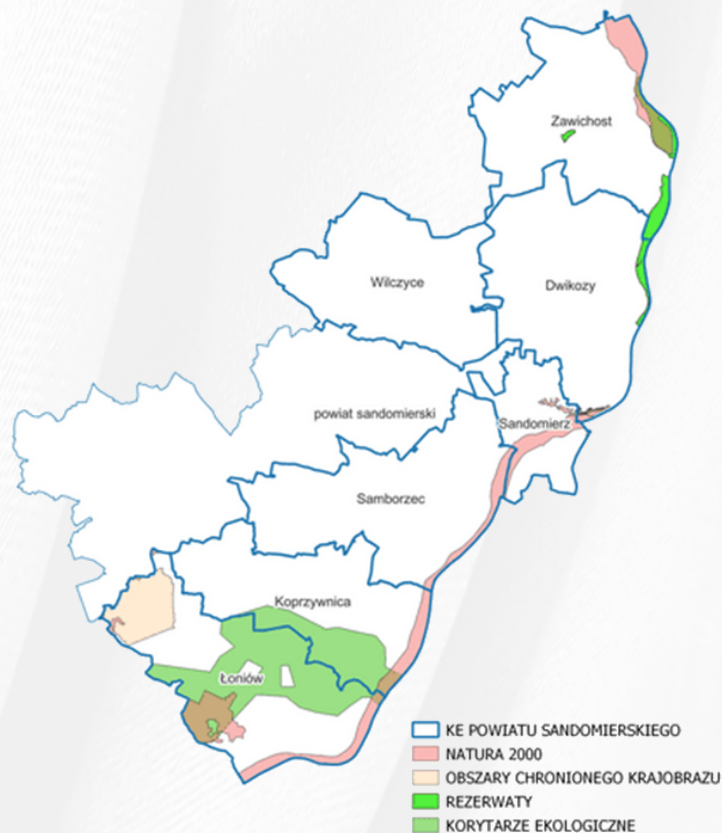 Zawichost
Wilczyce
Dwikozy
powiat sandomierski
Sandomierz
Samborzec
Koprzywnica
Łoniów
KE POWIATU SANDOMIERSKIEGO
NATURA 2000
OBSZARY CHRONIONEGO KRAJOBRAZU
REZERWATY
KORYTARZE EKOLOGICZNE